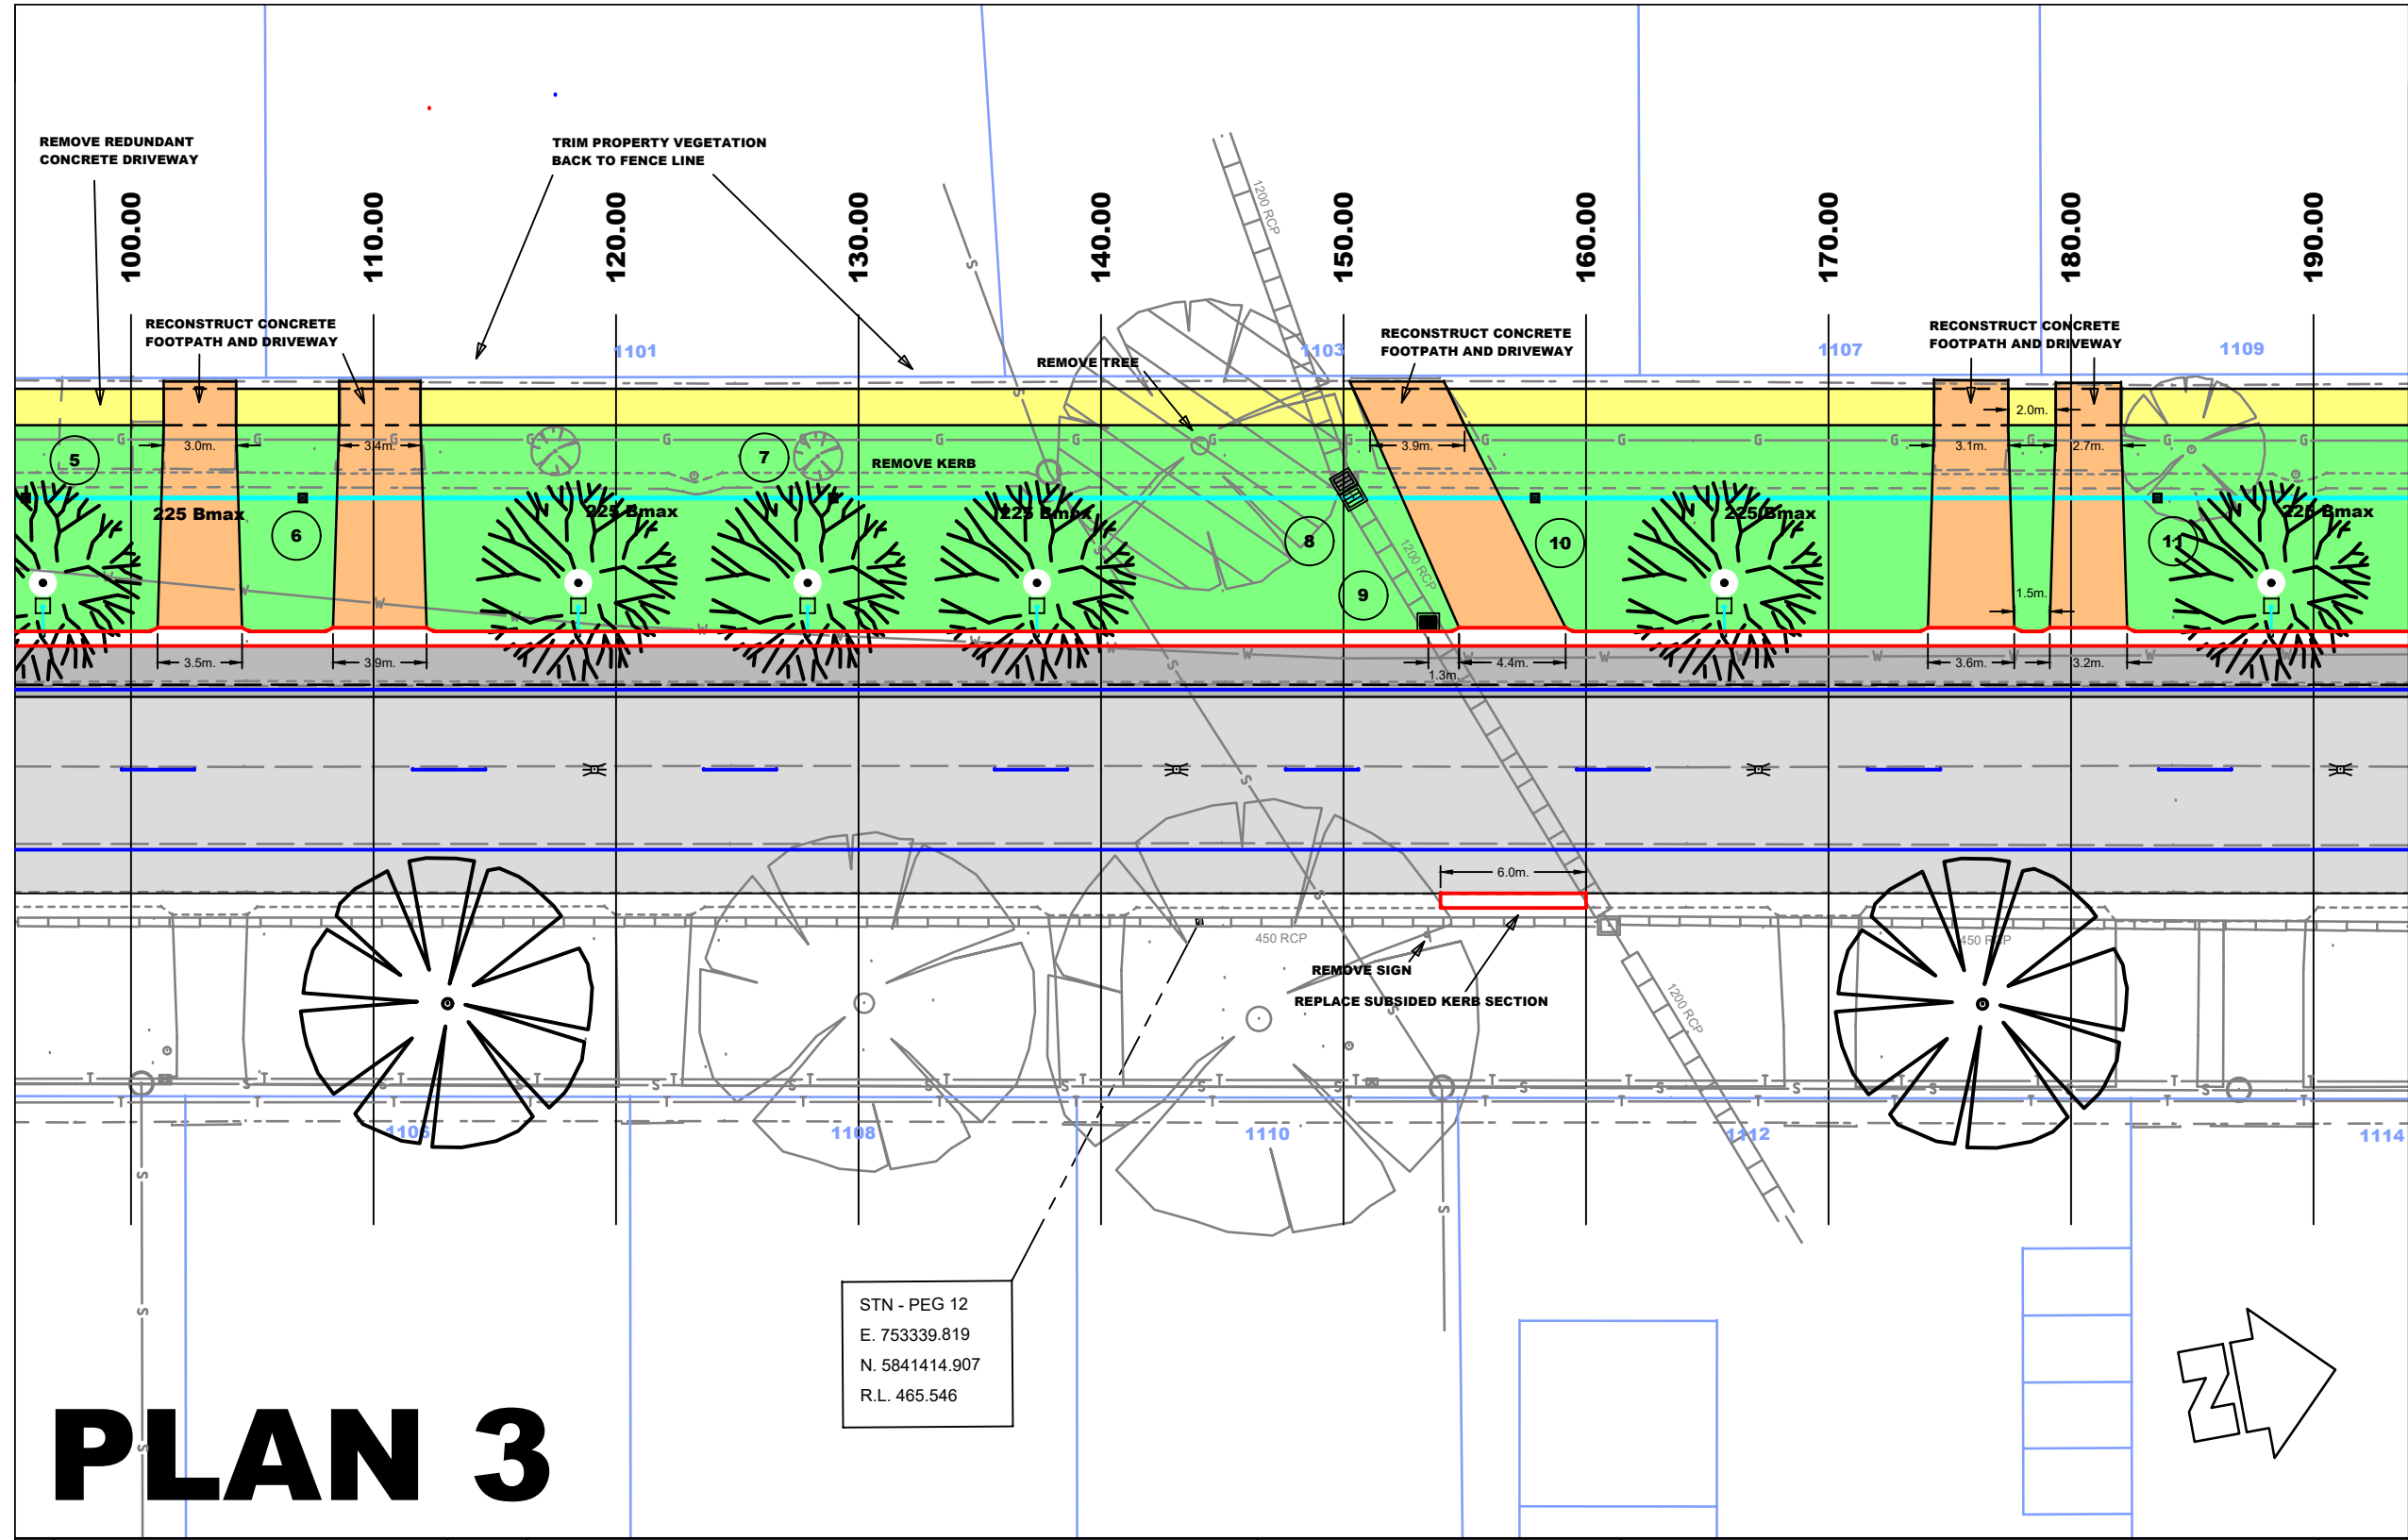 REMOVE REDUNDANT
CONCRETE DRIVEWAY
TRIM PROPERTY VEGETATION
BACK TO FENCE LINE
100.00
110.00
120.00
130.00
140.00
150.00
160.00
170.00
180.00
190.00
1200 RCP
RECONSTRUCT CONCRETE
FOOTPATH AND DRIVEWAY
1101
REMOVE TREE
1103
RECONSTRUCT CONCRETE
FOOTPATH AND DRIVEWAY
1107
RECONSTRUCT CONCRETE
FOOTPATH AND DRIVEWAY
1109
2.0m.
G G G G G G G G G G G G G G G G G
3.0m.
3.4m.
3.9m.
3.1m.
2.7m.
5
7
REMOVE KERB
225 Bmax
225 Bmax
225 Bmax
225 Bmax
225 Bmax
6
8
10
11
1200 RCP
9
1.5m.
W W W W W W W W W W W W W W W W W
3.5m.
3.9m.
1.3m.
4.4m.
3.6m.
3.2m.
S S S S S S S
6.0m.
450 RCP
450 RCP
REMOVE SIGN
REPLACE SUBSIDED KERB SECTION
1200 RCP
T T T T T T T T T T T T T T T T T
S S S S S S S S S S S S S
T T T T T T T T T T T T T T T T T
1106
1108
1110
1112
1114
S
S
S
S
STN - PEG 12
E. 753339.819
N. 5841414.907
R.L. 465.546
N
PLAN 3